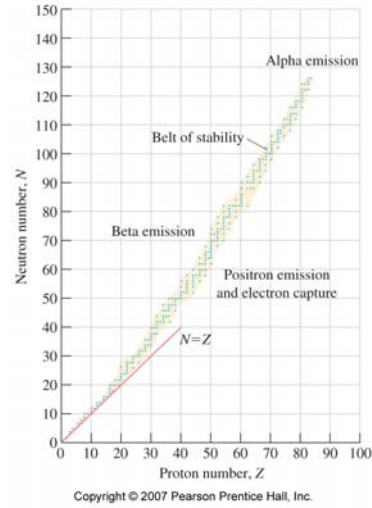 150
140
130
120
110
100
90
80
70
60
50
40
30
20
10
0
Neutron number, N
Alpha emission
Belt of stability
Beta emission
Positron emission
and electron capture
N=Z
0 10 20 30 40 50 60 70 80 90 100
Proton number, Z
Copyright © 2007 Pearson Prentice Hall, Inc.